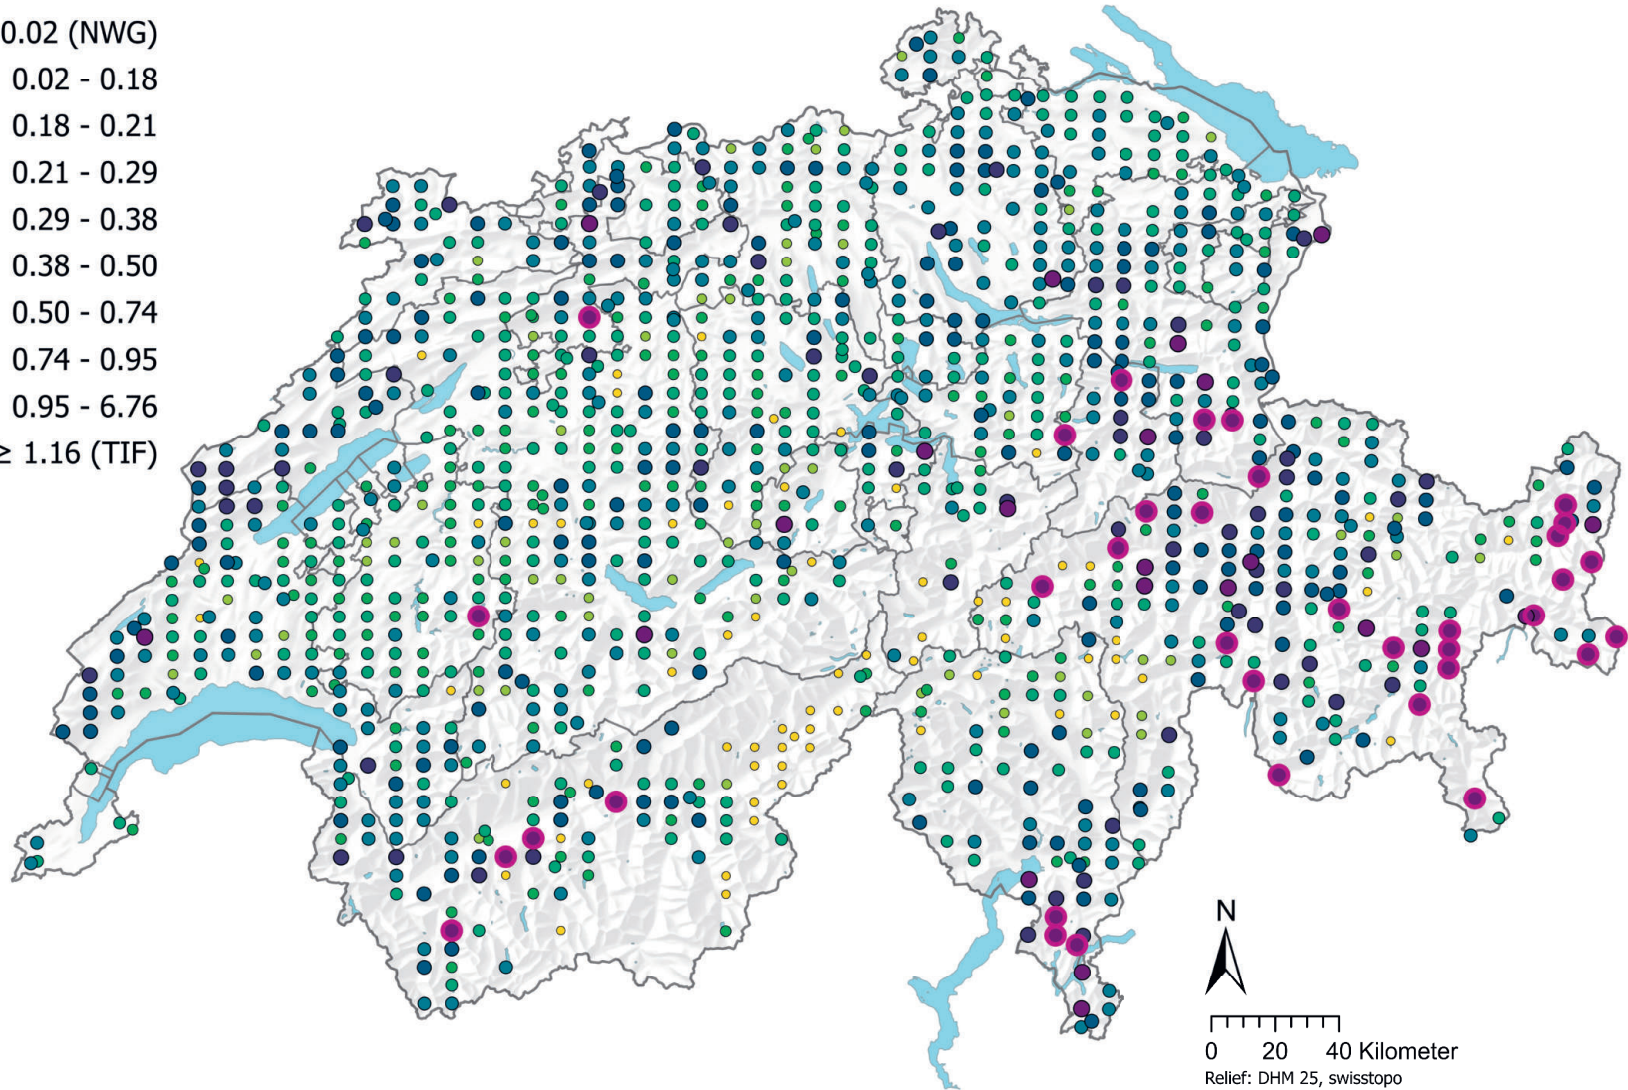 0.02 (NWG)
0.02 - 0.18
0.18 - 0.21
0.21 - 0.29
0.29 - 0.38
0.38 - 0.50
0.50 - 0.74
0.74 - 0.95
0.95 - 6.76
≥ 1.16 (TIF)
N
0 20 40 Kilometer
Relief: DHM 25, swisstopo